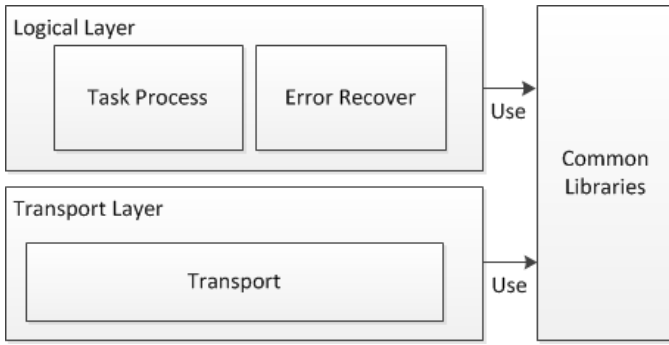 Logical Layer
Task Process
Error Recover
Use
Transport Layer
Transport
Use
Common
Libraries